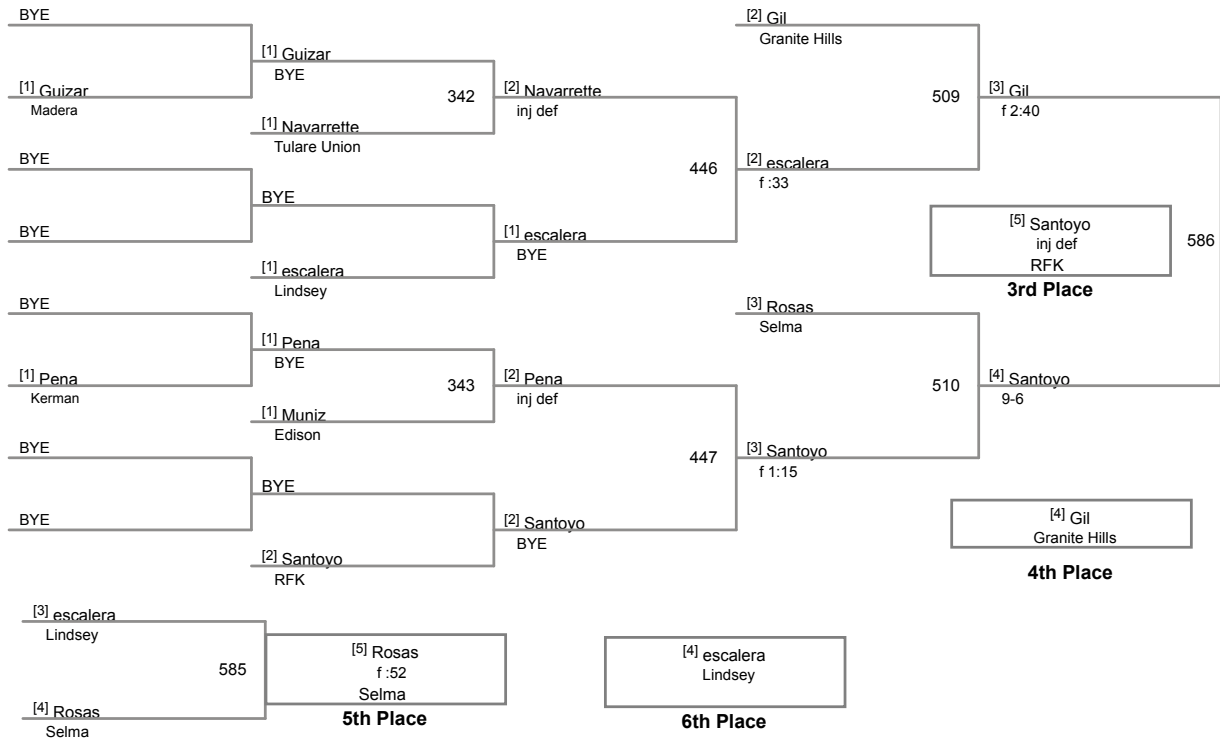 BYE
[1] Guizar
Madera
BYE
BYE
BYE
[1] Pena
Kerman
BYE
BYE
[1] Guizar
BYE
342
[1] Navarrette
Tulare Union
BYE
[1] escalera
Lindsey
[1] Pena
BYE
343
[1] Muniz
Edison
BYE
[2] Santoyo
RFK
[2] Navarrette
inj def
446
[1] escalera
BYE
[2] Pena
inj def
447
[2] Santoyo
BYE
[2] Gil
Granite Hills
509
[2] escalera
f :33
[3] Rosas
Selma
510
[3] Santoyo
f 1:15
[3] Gil
f 2:40
[5] Santoyo
inj def
RFK
3rd Place
586
[4] Santoyo
9-6
[4] Gil
Granite Hills
4th Place
[3] escalera
Lindsey
585
[4] Rosas
Selma
[5] Rosas
f :52
Selma
5th Place
[4] escalera
Lindsey
6th Place